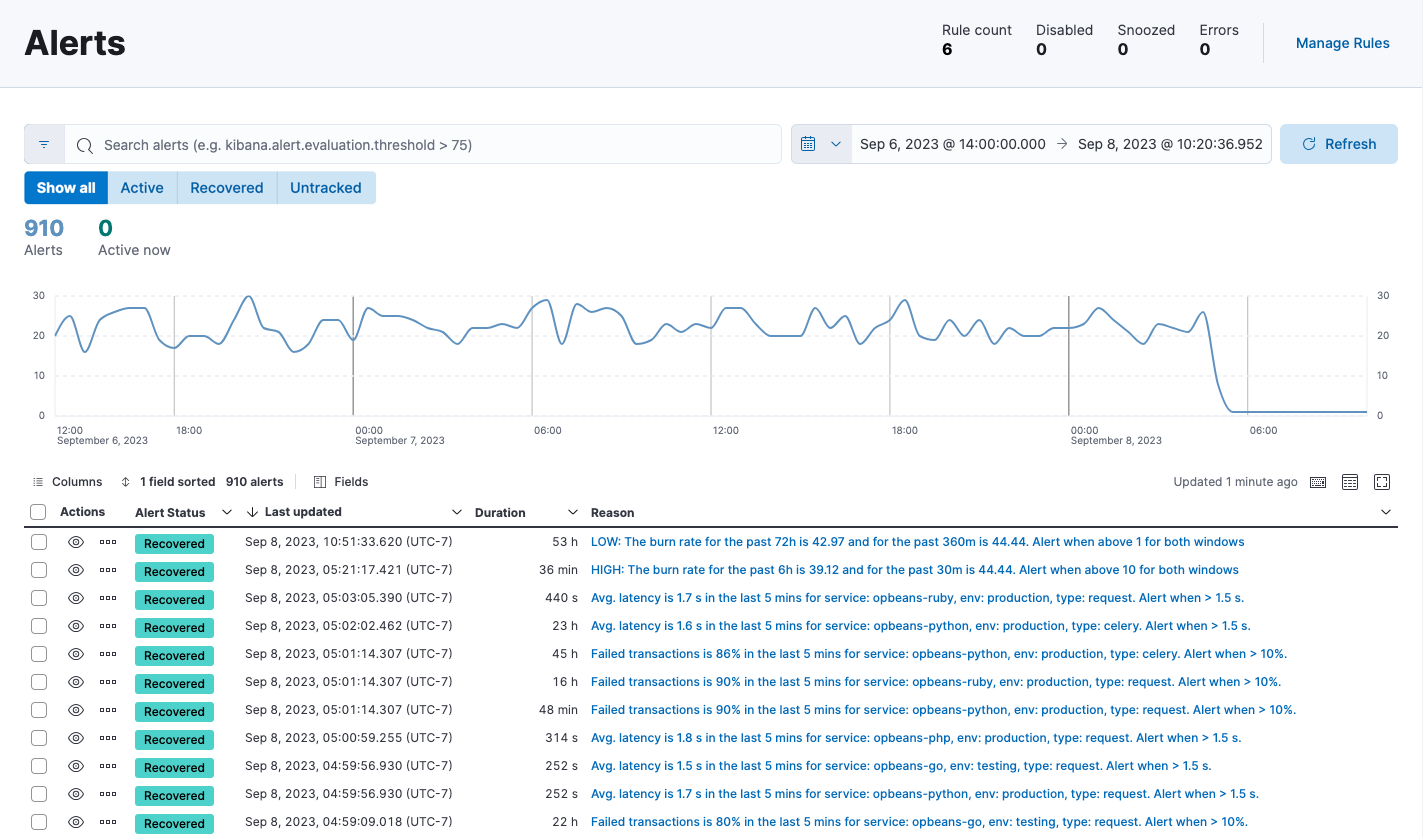 Alerts
Rule count Disabled Snoozed Errors
6 0 0 0
Manage Rules
Search alerts (e.g. kibana.alert.evaluation.threshold > 75)
Sep 6, 2023 @ 14:00:00.000 → Sep 8, 2023 @ 10:20:36.952
Refresh
Show all Active Recovered Untracked
910 0
Alerts Active now
30 30
20 20
10 10
0 0
12:00 18:00 00:00 06:00 12:00 18:00 00:00 06:00
September 6, 2023 September 7, 2023 September 8, 2023
Columns 1 field sorted 910 alerts Fields Updated 1 minute ago
Actions Alert Status Last updated Duration Reason
Recovered Sep 8, 2023, 10:51:33.620 (UTC-7) 53 h LOW: The burn rate for the past 72h is 42.97 and for the past 360m is 44.44. Alert when above 1 for both windows
Recovered Sep 8, 2023, 05:21:17.421 (UTC-7) 36 min HIGH: The burn rate for the past 6h is 39.12 and for the past 30m is 44.44. Alert when above 10 for both windows
Recovered Sep 8, 2023, 05:03:05.390 (UTC-7) 440 s Avg. latency is 1.7 s in the last 5 mins for service: opbeans-ruby, env: production, type: request. Alert when > 1.5 s.
Recovered Sep 8, 2023, 05:02:02.462 (UTC-7) 23 h Avg. latency is 1.6 s in the last 5 mins for service: opbeans-python, env: production, type: celery. Alert when > 1.5 s.
Recovered Sep 8, 2023, 05:01:14.307 (UTC-7) 45 h Failed transactions is 86% in the last 5 mins for service: opbeans-python, env: production, type: celery. Alert when > 10%.
Recovered Sep 8, 2023, 05:01:14.307 (UTC-7) 16 h Failed transactions is 90% in the last 5 mins for service: opbeans-ruby, env: production, type: request. Alert when > 10%.
Recovered Sep 8, 2023, 05:01:14.307 (UTC-7) 48 min Failed transactions is 90% in the last 5 mins for service: opbeans-python, env: production, type: request. Alert when > 10%.
Recovered Sep 8, 2023, 05:00:59.255 (UTC-7) 314 s Avg. latency is 1.8 s in the last 5 mins for service: opbeans-php, env: production, type: request. Alert when > 1.5 s.
Recovered Sep 8, 2023, 04:59:56.930 (UTC-7) 252 s Avg. latency is 1.5 s in the last 5 mins for service: opbeans-go, env: testing, type: request. Alert when > 1.5 s.
Recovered Sep 8, 2023, 04:59:56.930 (UTC-7) 252 s Avg. latency is 1.7 s in the last 5 mins for service: opbeans-python, env: production, type: request. Alert when > 1.5 s.
Recovered Sep 8, 2023, 04:59:09.018 (UTC-7) 22 h Failed transactions is 80% in the last 5 mins for service: opbeans-go, env: testing, type: request. Alert when > 10%.